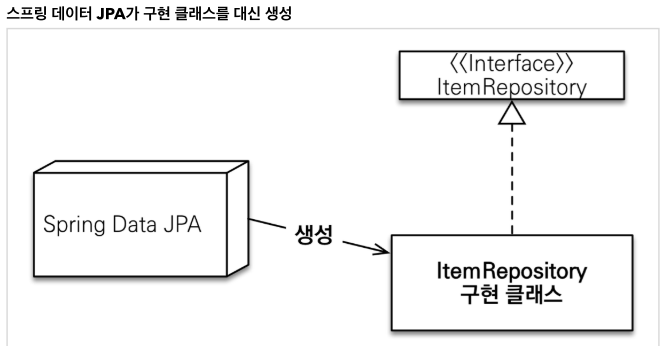 스프링 데이터 JPA가 구현 클래스를 대신 생성
<<Interface>>
ItemRepository
Spring Data JPA
생성
ItemRepository
구현 클래스